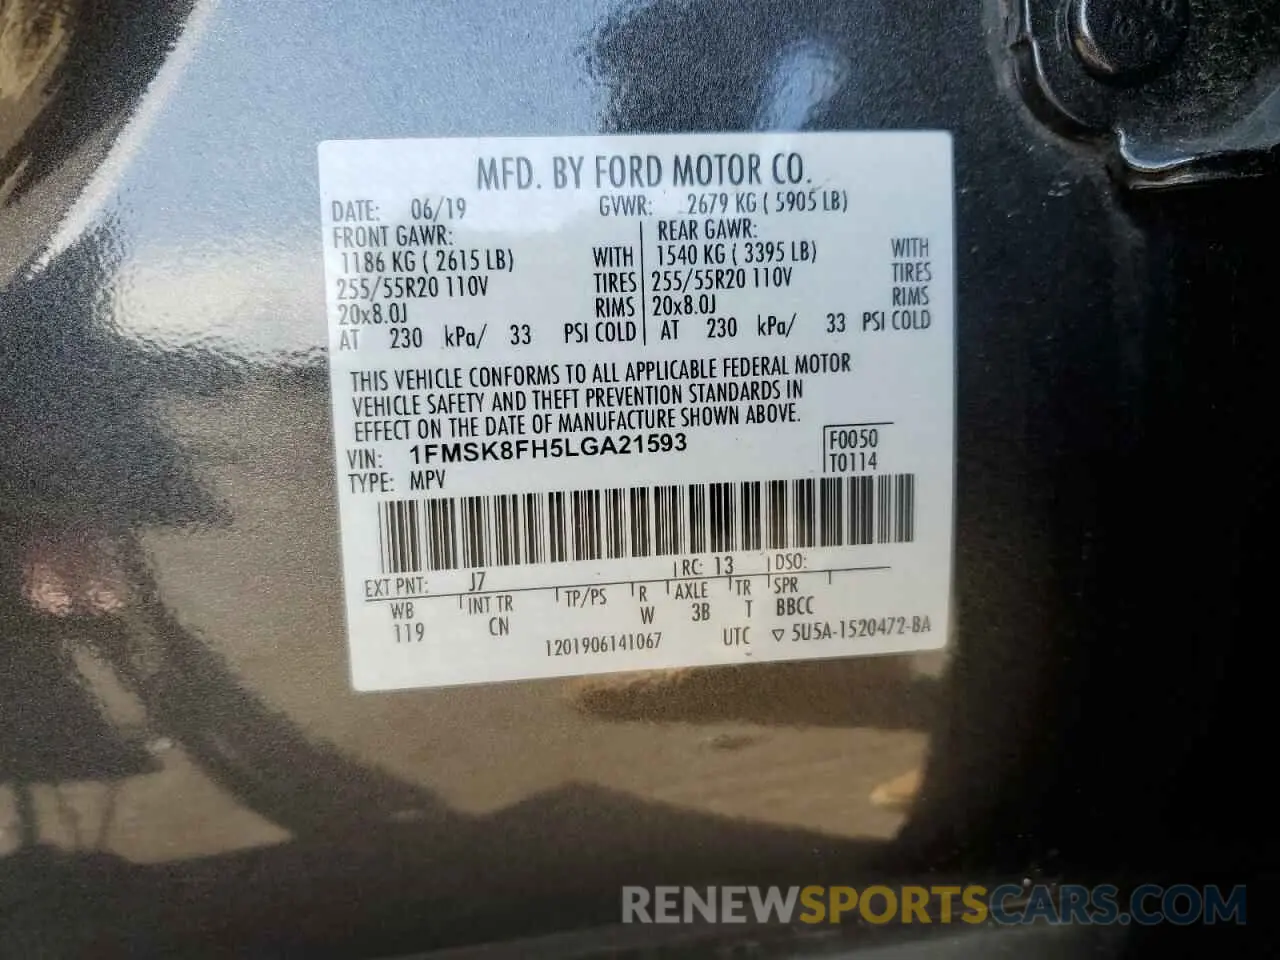 MFD. BY FORD MOTOR CO.
DATE: 06/19 GVWR: 2679 KG ( 5905 LB)
FRONT GAWR: REAR GAWR:
1186 KG ( 2615 LB) WITH 1540 KG ( 3395 LB) WITH
255/55R20 110V TIRES 255/55R20 110V TIRES
20x8.0J RIMS 20x8.0J RIMS
AT 230 kPa/ 33 PSI COLD AT 230 kPa/ 33 PSI COLD
THIS VEHICLE CONFORMS TO ALL APPLICABLE FEDERAL MOTOR
VEHICLE SAFETY AND THEFT PREVENTION STANDARDS IN
EFFECT ON THE DATE OF MANUFACTURE SHOWN ABOVE.
VIN: 1FMSK8FH5LGA21593 F0050
TYPE: MPV T0114
EXT PNT: J7 RC: 13 DSO:
WB INT TR TP/PS R AXLE TR SPR
119 CN W 3B T BBCC
1201906141067 UTC ▽ 5U5A-1520472-BA
RENEWSPORTSCARS.COM